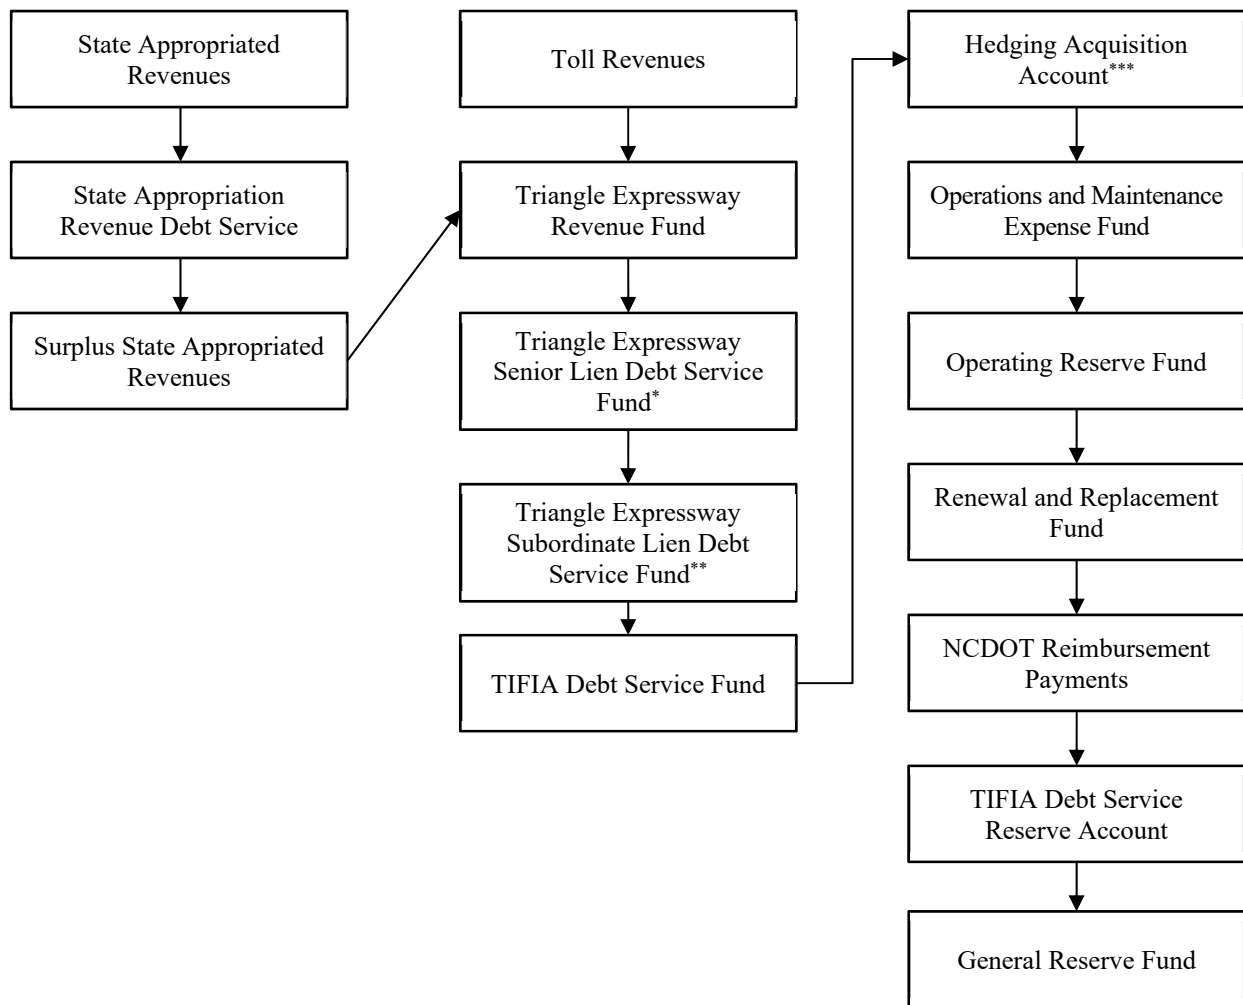 State Appropriated
Revenues
State Appropriation
Revenue Debt Service
Surplus State Appropriated
Revenues
Toll Revenues
Triangle Expressway
Revenue Fund
Triangle Expressway
Senior Lien Debt Service
Fund*
Triangle Expressway
Subordinate Lien Debt
Service Fund**
TIFIA Debt Service Fund
Hedging Acquisition
Account***
Operations and Maintenance
Expense Fund
Operating Reserve Fund
Renewal and Replacement
Fund
NCDOT Reimbursement
Payments
TIFIA Debt Service
Reserve Account
General Reserve Fund